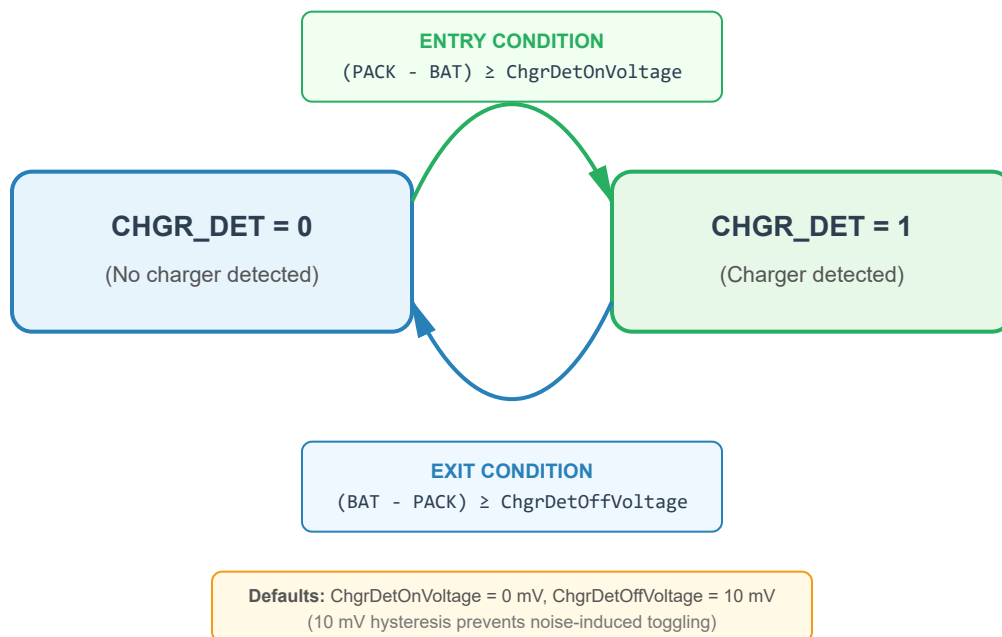 ENTRY CONDITION
(PACK - BAT) ≥ ChgrDetOnVoltage
CHGR_DET = 0
(No charger detected)
CHGR_DET = 1
(Charger detected)
EXIT CONDITION
(BAT - PACK) ≥ ChgrDetOffVoltage
Defaults: ChgrDetOnVoltage = 0 mV, ChgrDetOffVoltage = 10 mV
(10 mV hysteresis prevents noise-induced toggling)